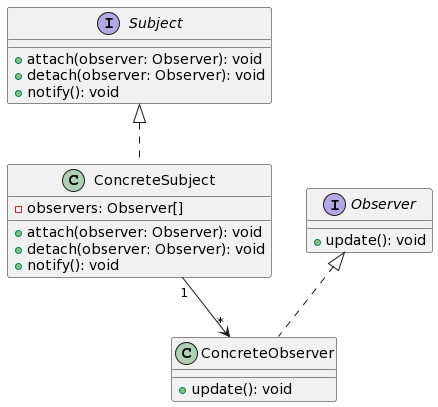 I Subject
attach(observer: Observer): void
detach(observer: Observer): void
notify(): void
C ConcreteSubject
observers: Observer[]
attach(observer: Observer): void
detach(observer: Observer): void
notify(): void
I Observer
update(): void
1
*
C ConcreteObserver
update(): void